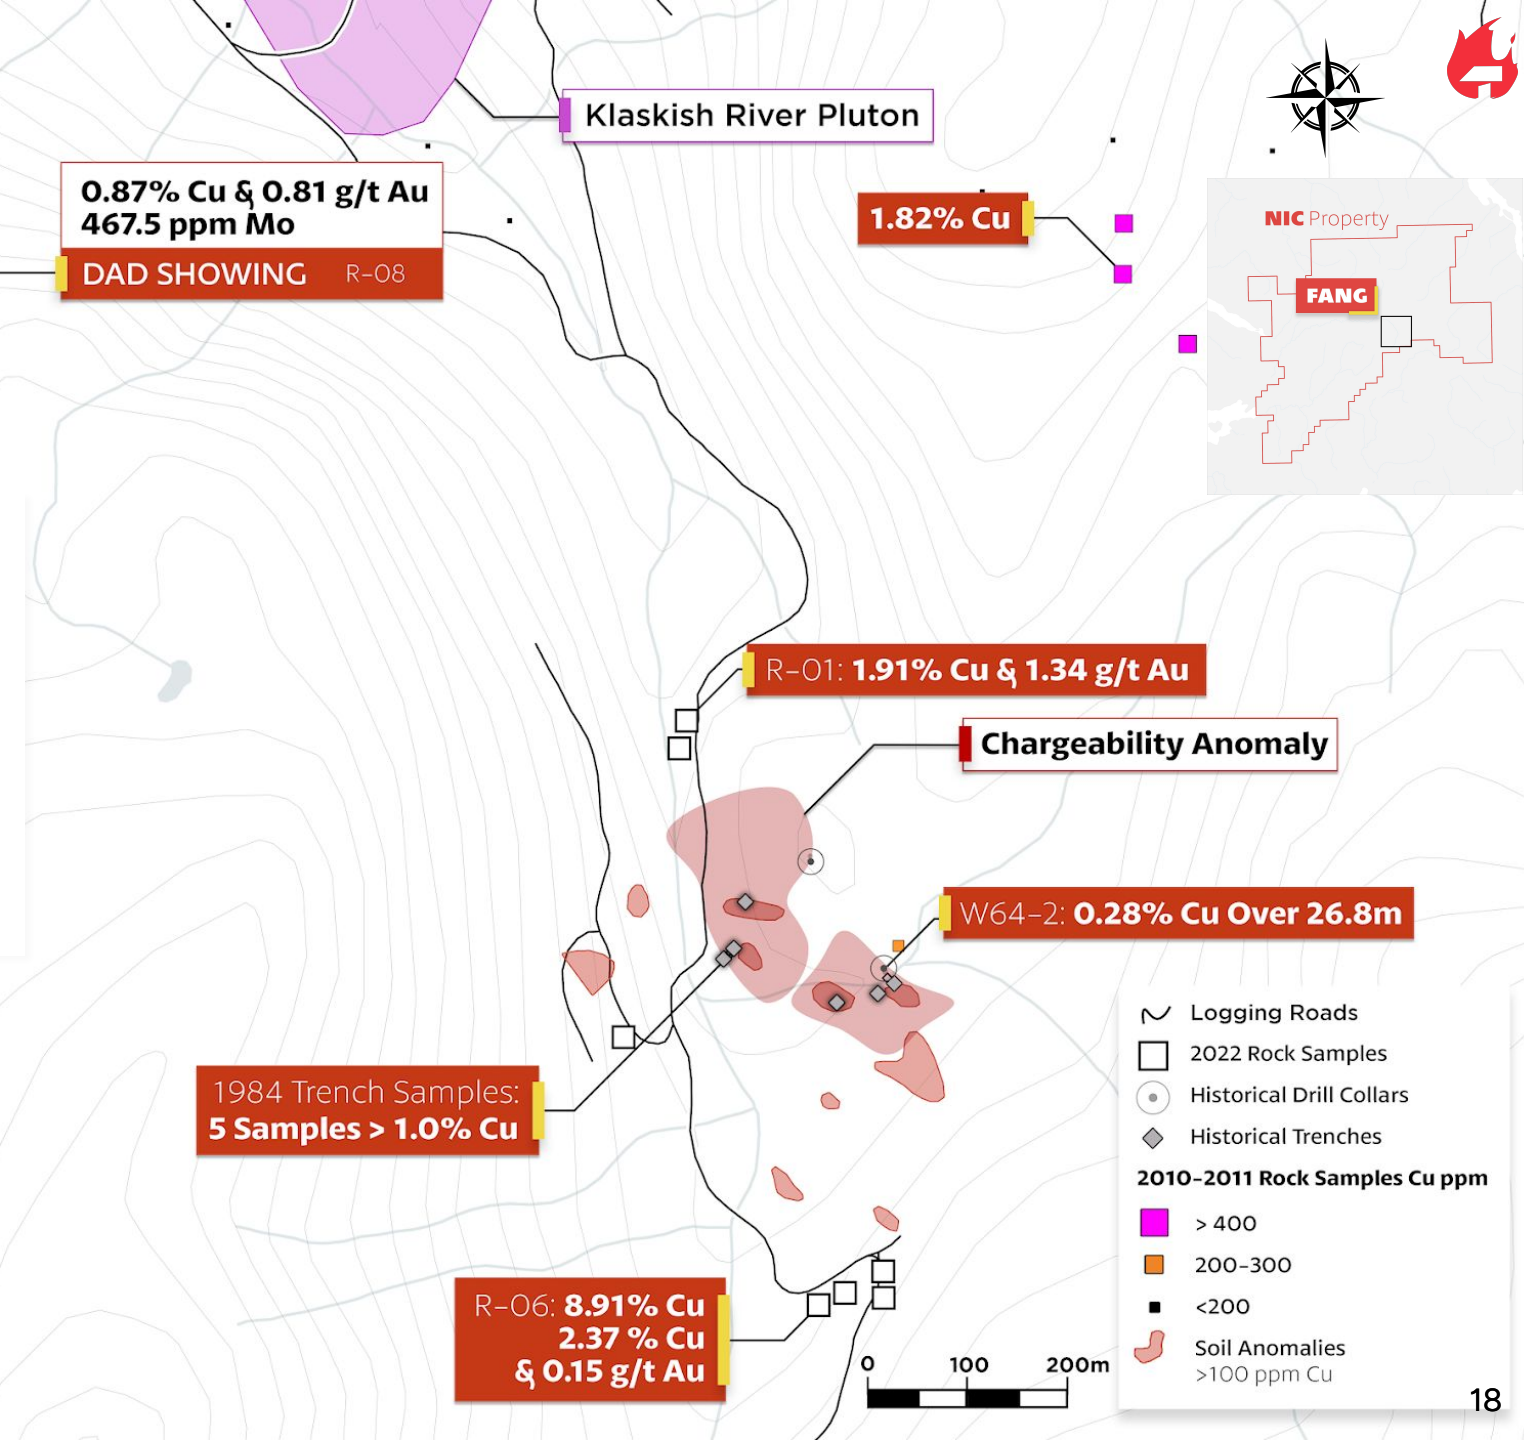 Klaskish River Pluton
0.87% Cu & 0.81 g/t Au
467.5 ppm Mo
DAD SHOWING R-08
1.82% Cu
NIC Property
FANG
R-01: 1.91% Cu & 1.34 g/t Au
Chargeability Anomaly
W64-2: 0.28% Cu Over 26.8m
1984 Trench Samples:
5 Samples > 1.0% Cu
R-06: 8.91% Cu
2.37 % Cu
& 0.15 g/t Au
0 100 200m
Logging Roads
2022 Rock Samples
Historical Drill Collars
Historical Trenches
2010-2011 Rock Samples Cu ppm
> 400
200-300
<200
Soil Anomalies
>100 ppm Cu
18